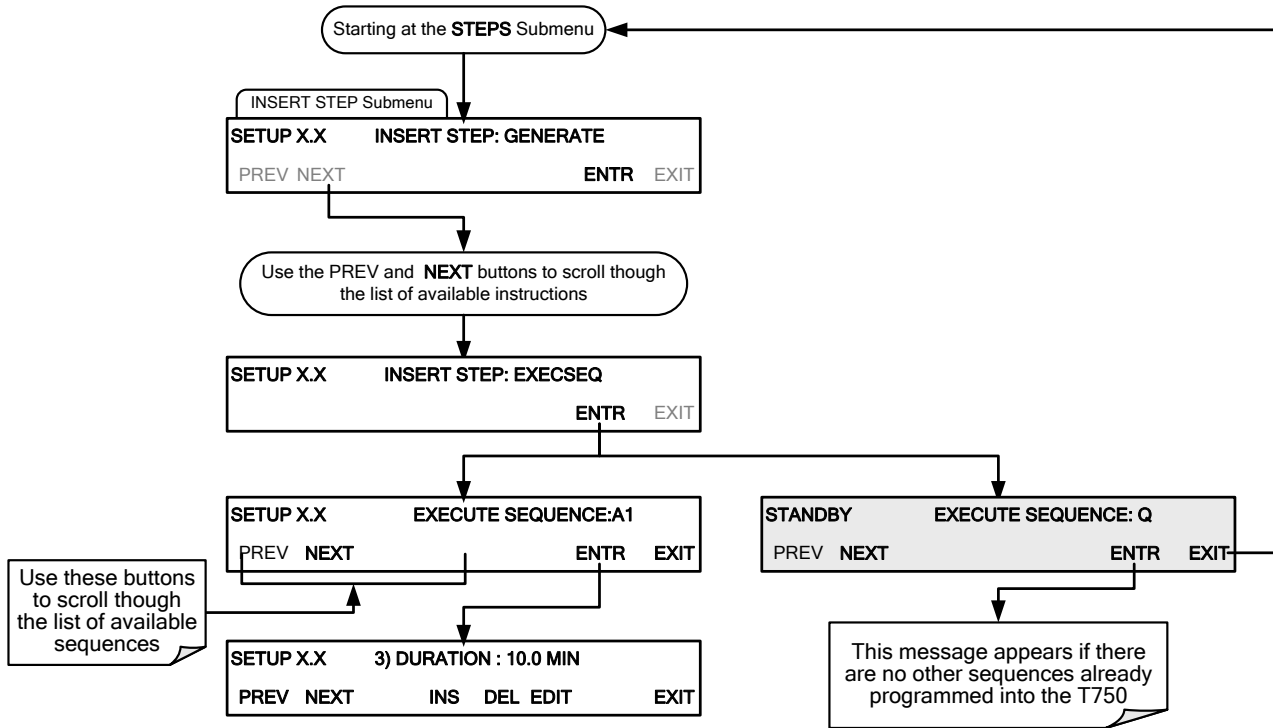 Starting at the STEPS Submenu
INSERT STEP Submenu
SETUP X.X INSERT STEP: GENERATE
PREV NEXT ENTR EXIT
Use the PREV and NEXT buttons to scroll though
the list of available instructions
SETUP X.X INSERT STEP: EXECSEQ
ENTR EXIT
SETUP X.X EXECUTE SEQUENCE:A1
PREV NEXT ENTR EXIT
STANDBY EXECUTE SEQUENCE: Q
PREV NEXT ENTR EXIT
Use these buttons
to scroll though
the list of available
sequences
SETUP X.X 3) DURATION : 10.0 MIN
PREV NEXT INS DEL EDIT EXIT
This message appears if there
are no other sequences already
programmed into the T750